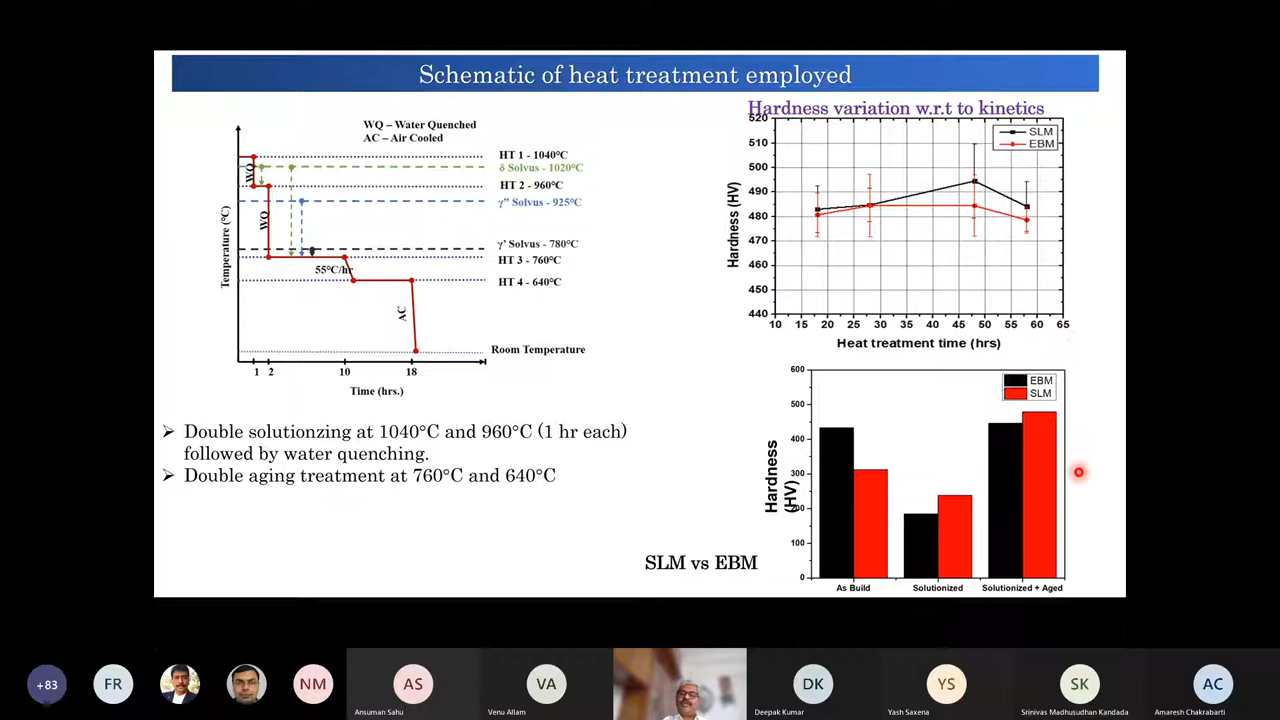 Schematic of heat treatment employed
WQ – Water Quenched
AC – Air Cooled
HT 1 - 1040°C
δ Solvus - 1020°C
HT 2 - 960°C
γ" Solvus - 925°C
γ' Solvus - 780°C
HT 3 - 760°C
HT 4 - 640°C
Room Temperature
WQ
WQ
55°C/hr
AC
Temperature (°C)
1 2 10 18
Time (hrs.)
Hardness variation w.r.t to kinetics
520
510
500
490
480
470
460
450
440
10 15 20 25 30 35 40 45 50 55 60 65
Hardness (HV)
Heat treatment time (hrs)
SLM
EBM
➢ Double solutionzing at 1040°C and 960°C (1 hr each)
followed by water quenching.
➢ Double aging treatment at 760°C and 640°C
SLM vs EBM
600
500
400
300
200
100
0
Hardness
(HV)
EBM
SLM
As Build Solutionized Solutionized + Aged
+83 FR NM AS VA DK YS SK AC
Ansuman Sahu Venu Allam Deepak Kumar Yash Saxena Srinivas Madhusudhan Kandada Amaresh Chakrabarti